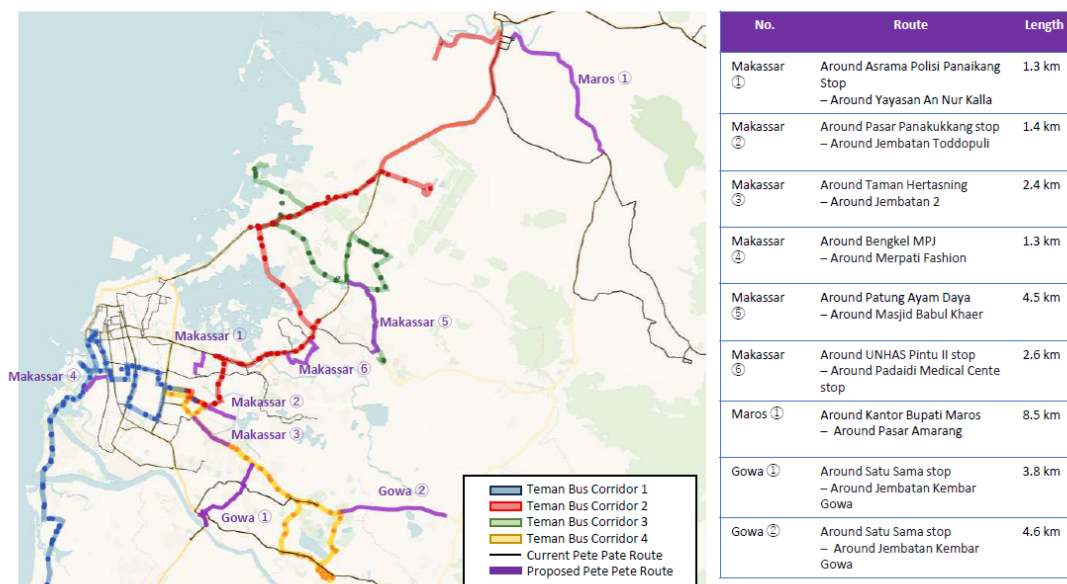 Maros ①
Makassar ⑤
Makassar ①
Makassar ⑥
Makassar ④
Makassar ②
Makassar ③
Gowa ②
Gowa ①
Teman Bus Corridor 1
Teman Bus Corridor 2
Teman Bus Corridor 3
Teman Bus Corridor 4
Current Pete Pate Route
Proposed Pete Pete Route
No. Route Length
Makassar ① Around Asrama Polisi Panaikang 1.3 km
Stop
– Around Yayasan An Nur Kalla
Makassar ② Around Pasar Panakukkang stop 1.4 km
– Around Jembatan Toddopuli
Makassar ③ Around Taman Hertasning 2.4 km
– Around Jembatan 2
Makassar ④ Around Bengkel MPJ 1.3 km
– Around Merpati Fashion
Makassar ⑤ Around Patung Ayam Daya 4.5 km
– Around Masjid Babul Khaer
Makassar ⑥ Around UNHAS Pintu II stop 2.6 km
– Around Padaidi Medical Cente
stop
Maros ① Around Kantor Bupati Maros 8.5 km
– Around Pasar Amarang
Gowa ① Around Satu Sama stop 3.8 km
– Around Jembatan Kembar
Gowa
Gowa ② Around Satu Sama stop 4.6 km
– Around Jembatan Kembar
Gowa